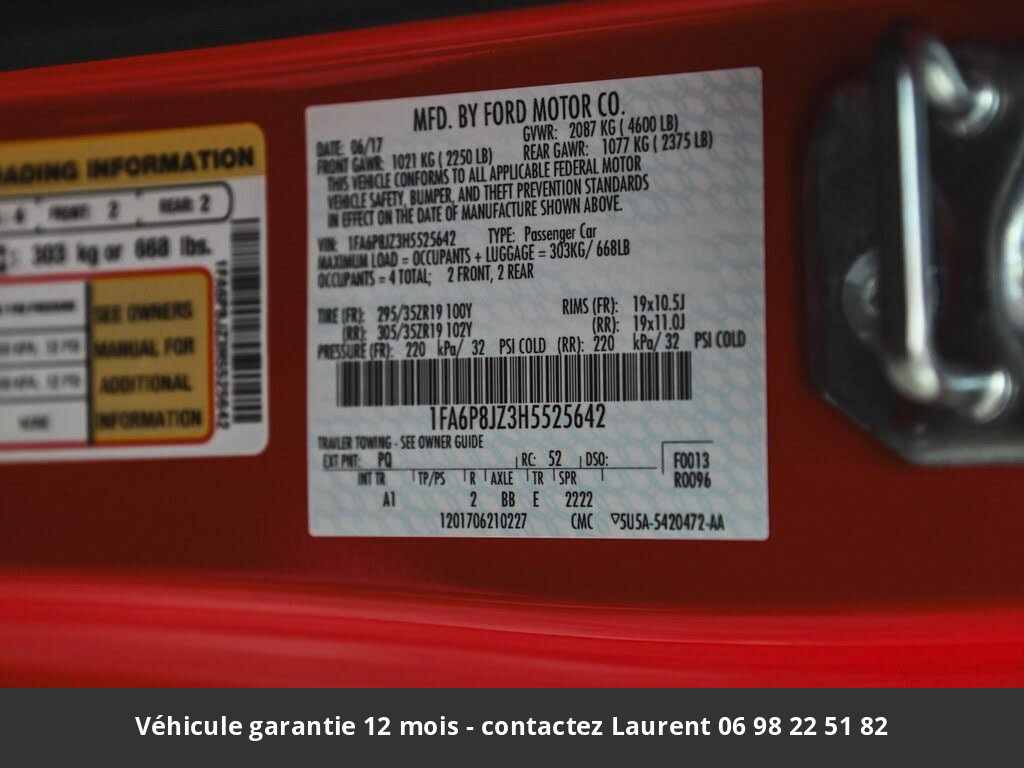 MFD. BY FORD MOTOR CO.
DATE: 06/17 GVWR: 2087 KG ( 4600 LB)
FRONT GAWR: 1021 KG ( 2250 LB) REAR GAWR: 1077 KG ( 2375 LB)
THIS VEHICLE CONFORMS TO ALL APPLICABLE FEDERAL MOTOR
VEHICLE SAFETY, BUMPER, AND THEFT PREVENTION STANDARDS
IN EFFECT ON THE DATE OF MANUFACTURE SHOWN ABOVE.
VIN: 1FA6P8JZ3H5525642 TYPE: Passenger Car
MAXIMUM LOAD = OCCUPANTS + LUGGAGE = 303KG/ 668LB
OCCUPANTS = 4 TOTAL; 2 FRONT, 2 REAR
TIRE (FR): 295/35ZR19 100Y RIMS (FR): 19x10.5J
(RR): 305/35ZR19 102Y (RR): 19x11.0J
PRESSURE (FR): 220 kPa/ 32 PSI COLD (RR): 220 kPa/ 32 PSI COLD
1FA6P8JZ3H5525642
TRAILER TOWING - SEE OWNER GUIDE
EXT PNT: PQ RC: 52 DSO: F0013
INT TR TP/PS R AXLE TR SPR R0096
A1 2 BB E 2222
1201706210227 CMC ▽5U5A-5420472-AA
ADING INFORMATION
: 4 FRONT: 2 REAR: 2
: 303 kg or 668 lbs.
SEE OWNERS
MANUAL FOR
ADDITIONAL
INFORMATION
NONE
1FA6P8JZ3H5525642
Véhicule garantie 12 mois - contactez Laurent 06 98 22 51 82